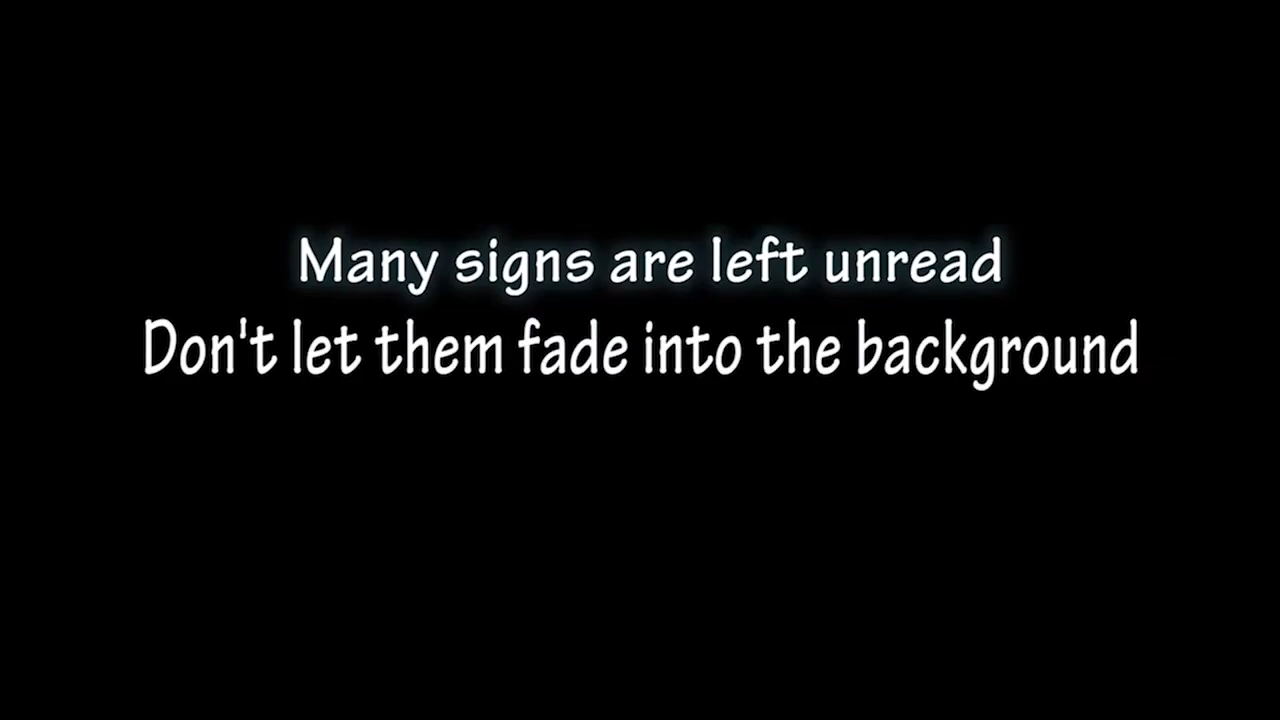 Many signs are left unread
Don't let them fade into the background